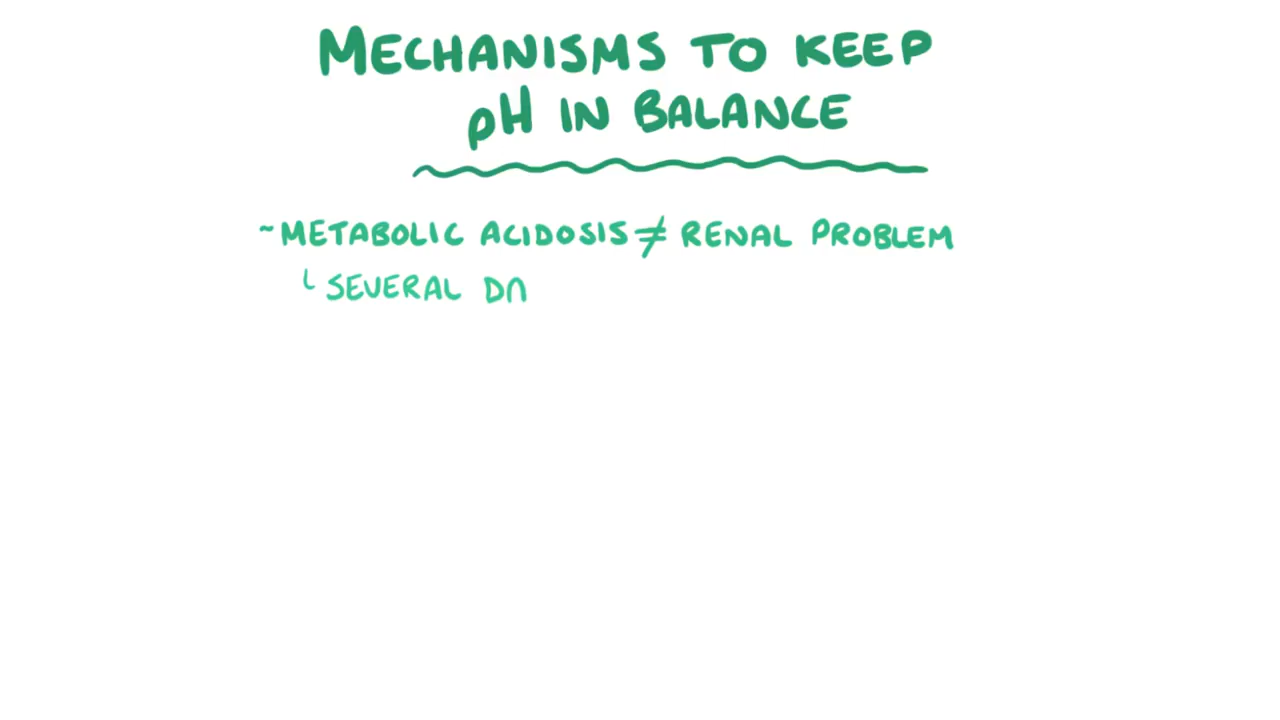 MECHANISMS TO KEEP
pH IN BALANCE
~METABOLIC ACIDOSIS ≠ RENAL PROBLEM
SEVERAL